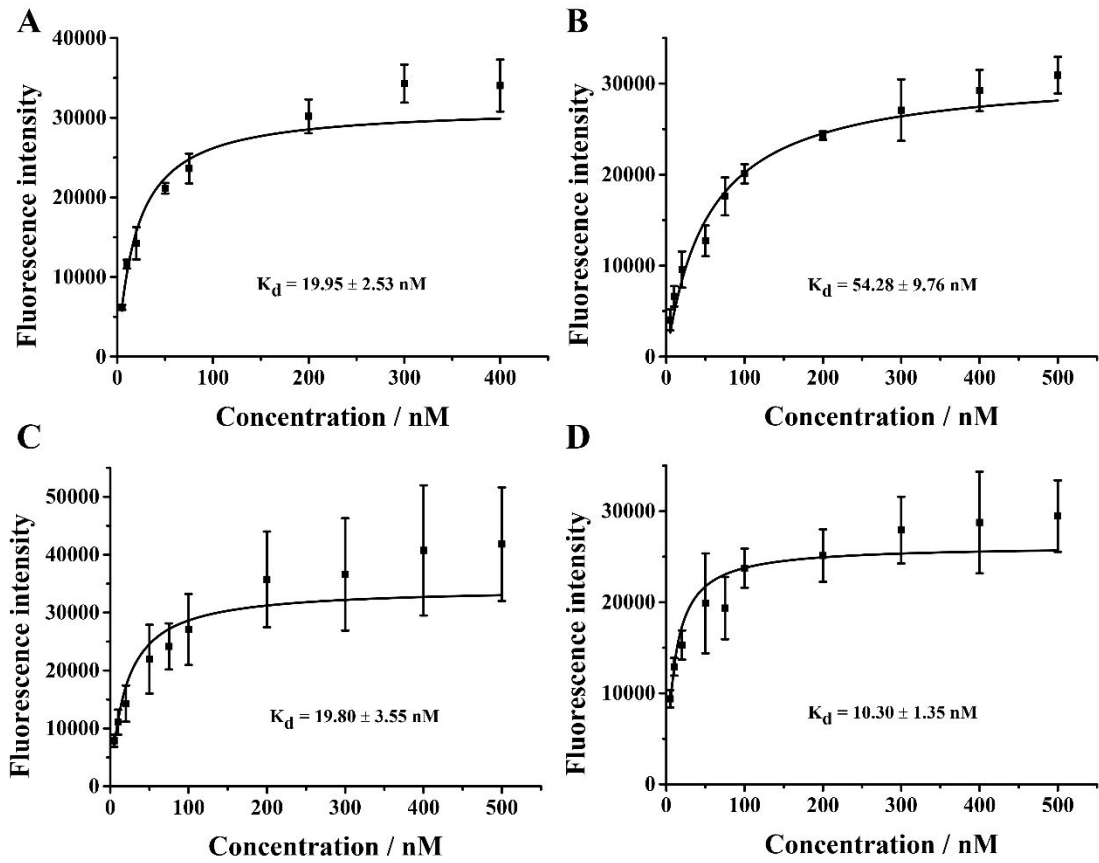 A
40000
30000
20000
10000
0
Fluorescence intensity
K_d = 19.95 ± 2.53 nM
0 100 200 300 400
Concentration / nM
B
30000
20000
10000
0
Fluorescence intensity
K_d = 54.28 ± 9.76 nM
0 100 200 300 400 500
Concentration / nM
C
50000
40000
30000
20000
10000
0
Fluorescence intensity
K_d = 19.80 ± 3.55 nM
0 100 200 300 400 500
Concentration / nM
D
30000
20000
10000
0
Fluorescence intensity
K_d = 10.30 ± 1.35 nM
0 100 200 300 400 500
Concentration / nM